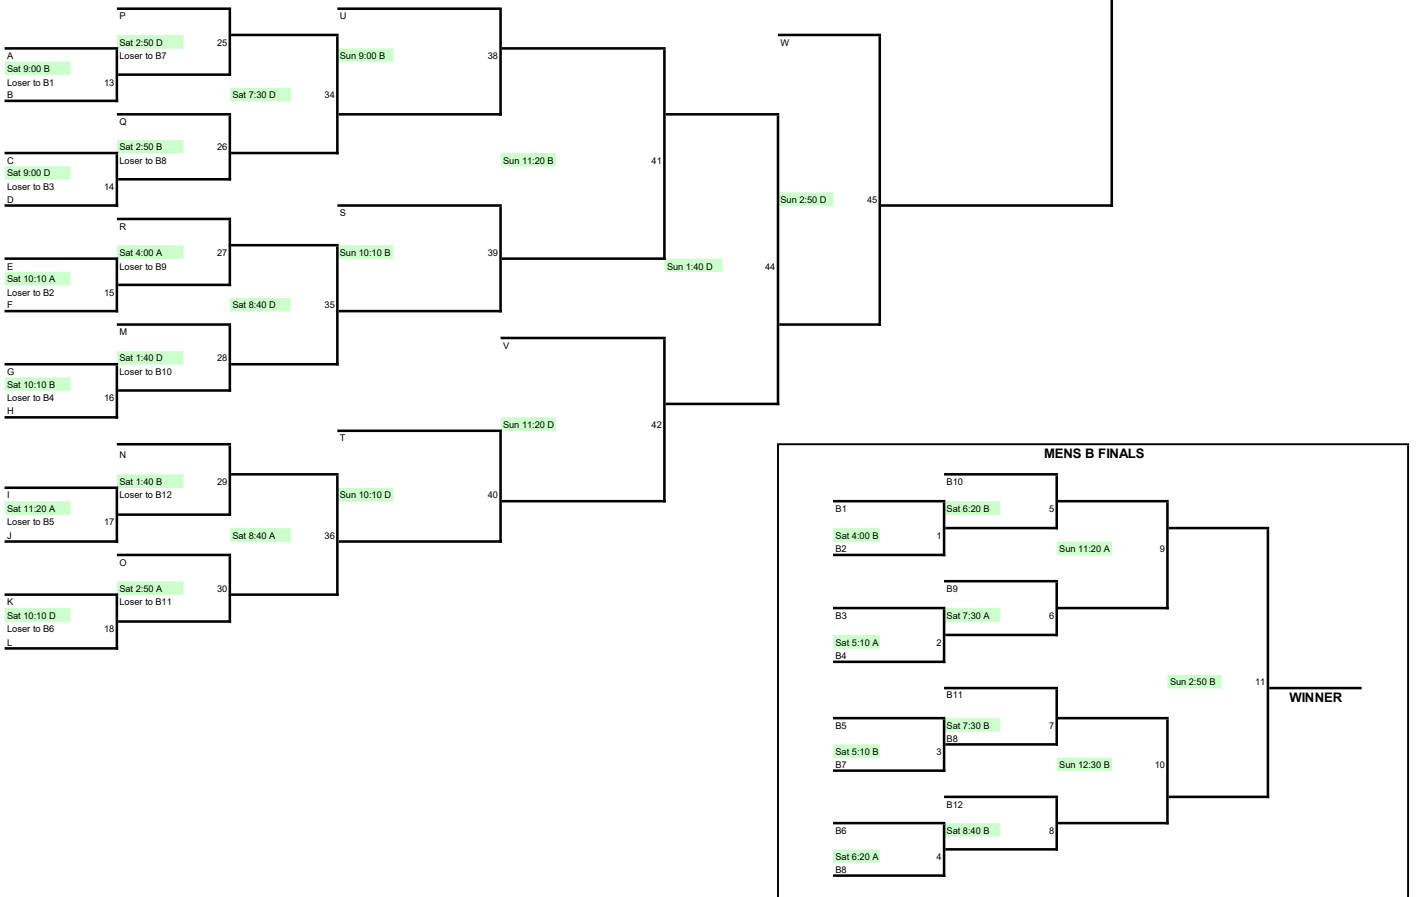 P
Sat 2:50 D 25
Loser to B7
A
Sat 9:00 B
Loser to B1 13
B
Sat 7:30 D 34
U
Sun 9:00 B 38
Q
Sat 2:50 B 26
Loser to B8
C
Sat 9:00 D
Loser to B3 14
D
Sun 11:20 B 41
W
Sun 2:50 D 45
R
Sat 4:00 A 27
Loser to B9
E
Sat 10:10 A
Loser to B2 15
F
Sat 8:40 D 35
S
Sun 10:10 B 39
Sun 1:40 D 44
M
Sat 1:40 D 28
Loser to B10
G
Sat 10:10 B
Loser to B4 16
H
V
Sun 11:20 D 42
T
Sun 10:10 D 40
N
Sat 1:40 B 29
Loser to B12
I
Sat 11:20 A
Loser to B5 17
J
Sat 8:40 A 36
O
Sat 2:50 A 30
Loser to B11
K
Sat 10:10 D
Loser to B6 18
L
MENS B FINALS
B10
Sat 6:20 B 5
B1
Sat 4:00 B 1
B2
Sun 11:20 A 9
B9
Sat 7:30 A 6
B3
Sat 5:10 A 2
B4
Sun 2:50 B 11
WINNER
B11
Sat 7:30 B 7
B8
B5
Sat 5:10 B 3
B7
Sun 12:30 B 10
B12
Sat 8:40 B 8
B6
Sat 6:20 A 4
B8